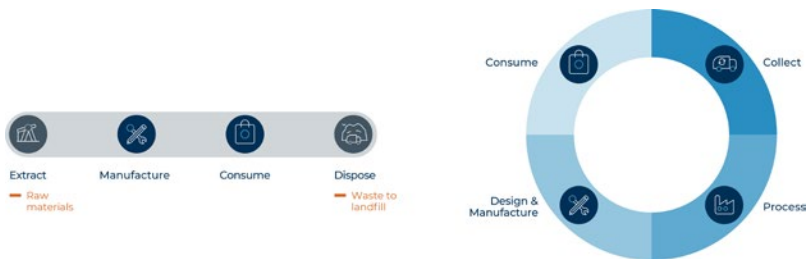 Extract
Manufacture
Consume
Dispose
Raw
materials
Waste to
landfill
Consume
Collect
Design &
Manufacture
Process